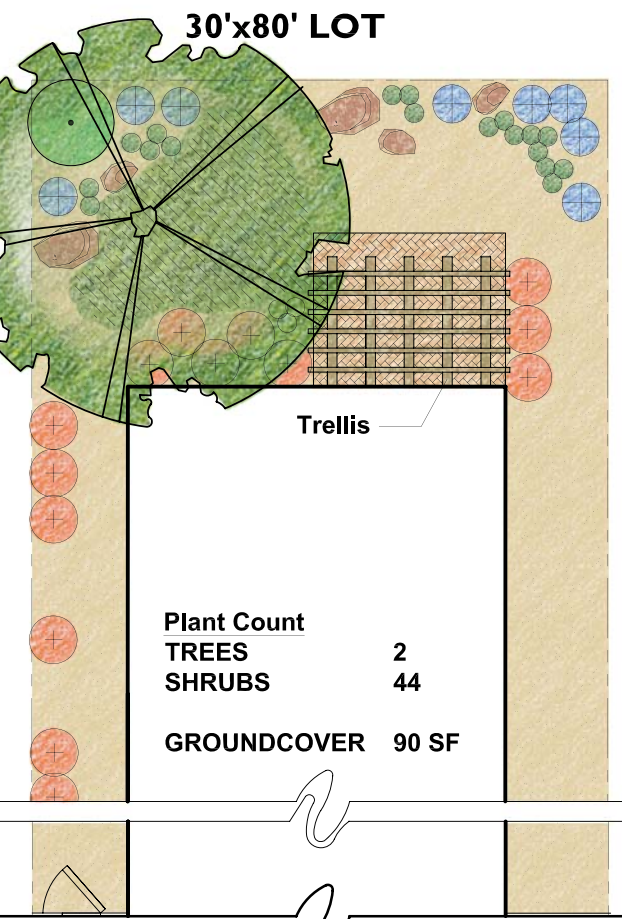 30'x80' LOT
Trellis
Plant Count
TREES 2
SHRUBS 44
GROUNDCOVER 90 SF